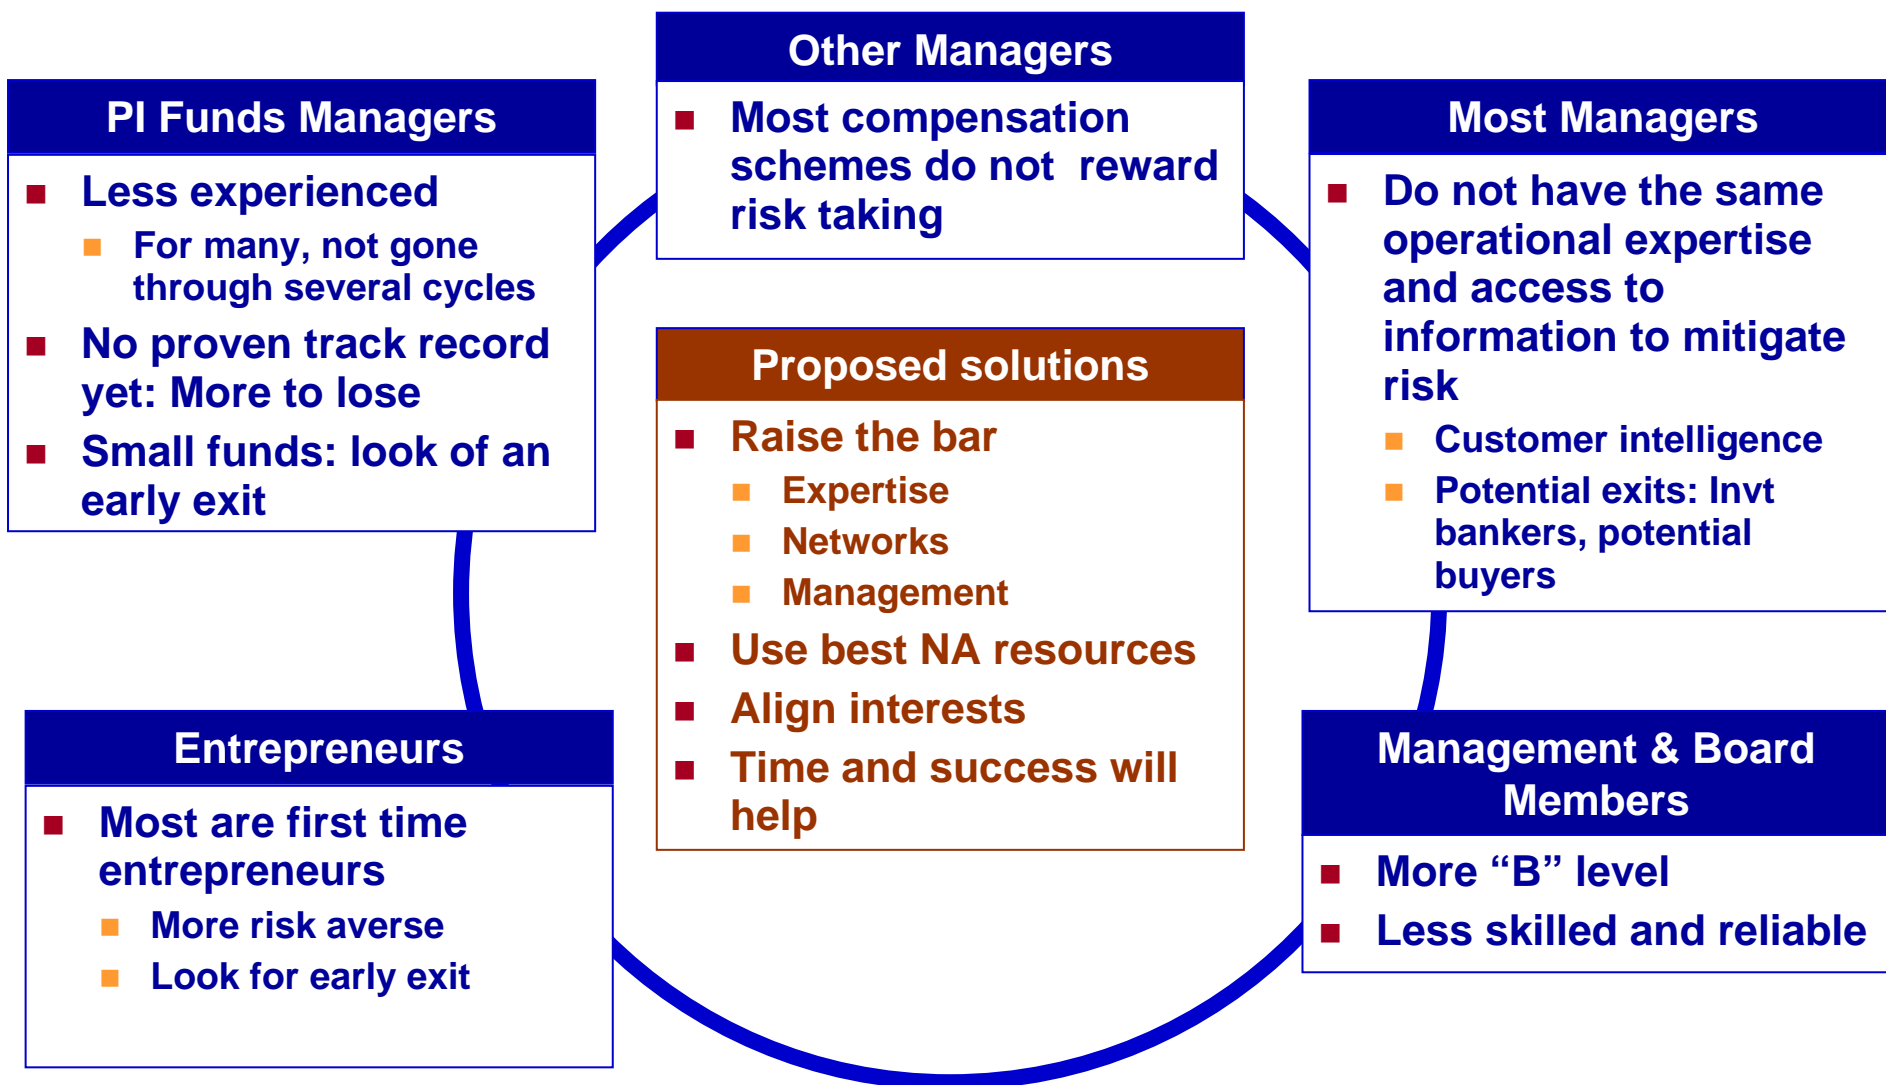 Other Managers
Most compensation
schemes do not  reward
risk taking
PI Funds Managers
Less experienced
For many, not gone
through several cycles
No proven track record
yet: More to lose
Small funds: look of an
early exit
Most Managers
Do not have the same
operational expertise
and access to
information to mitigate
risk
Customer intelligence
Potential exits: Invt
bankers, potential
buyers
Proposed solutions
Raise the bar
Expertise
Networks
Management
Use best NA resources
Align interests
Time and success will
help
Entrepreneurs
Most are first time
entrepreneurs
More risk averse
Look for early exit
Management & Board
Members
More “B” level
Less skilled and reliable